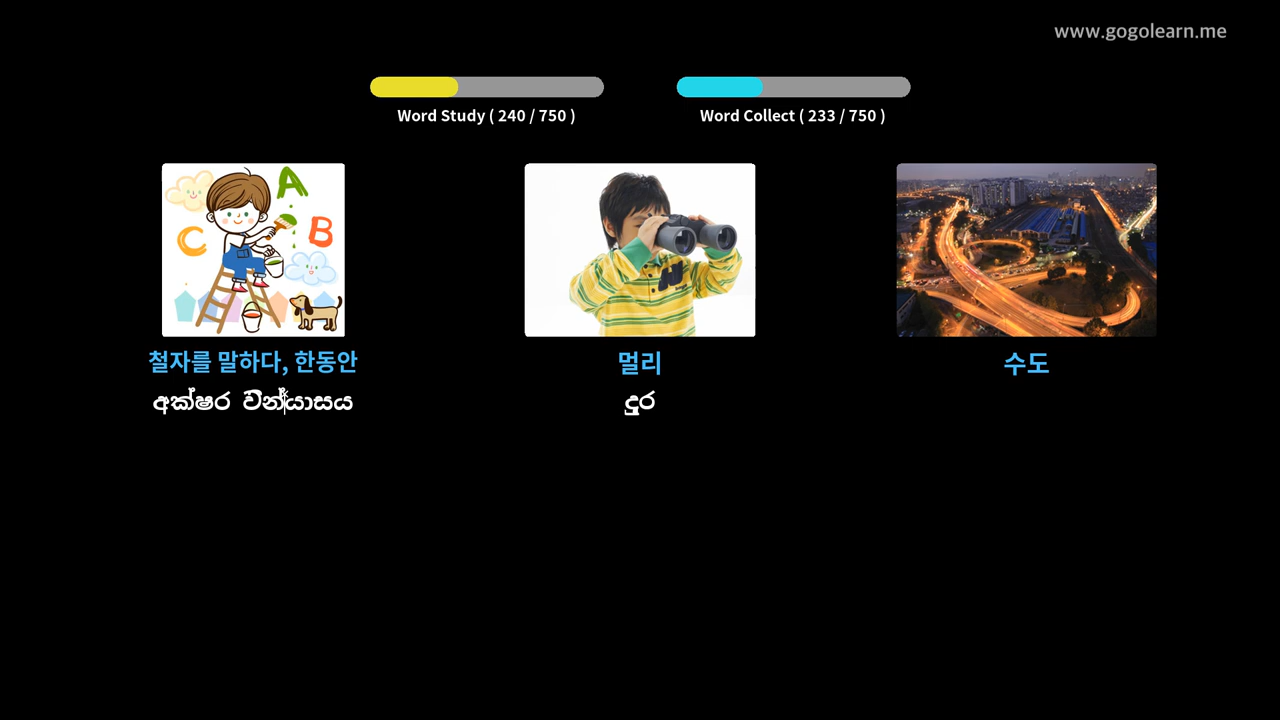 www.gogolearn.me
Word Study ( 240 / 750 )
Word Collect ( 233 / 750 )
A
B
C
철자를 말하다, 한동안
අක්ෂර වින්‍යාසය
멀리
දුර
수도